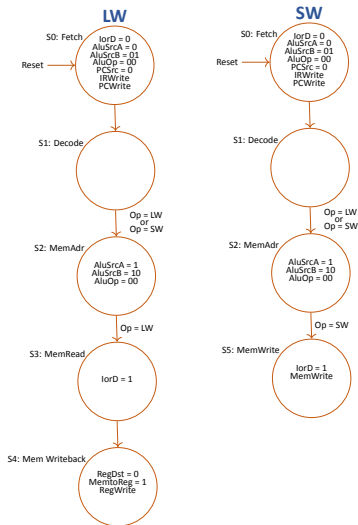 LW
S0: Fetch
IorD = 0
AluSrcA = 0
AluSrcB = 01
AluOp = 00
PCSrc = 0
IRWrite
PCWrite
Reset
S1: Decode
Op = LW
or
Op = SW
S2: MemAdr
AluSrcA = 1
AluSrcB = 10
AluOp = 00
Op = LW
S3: MemRead
IorD = 1
S4: Mem Writeback
RegDst = 0
MemtoReg = 1
RegWrite
SW
S0: Fetch
IorD = 0
AluSrcA = 0
AluSrcB = 01
AluOp = 00
PCSrc = 0
IRWrite
PCWrite
Reset
S1: Decode
Op = LW
or
Op = SW
S2: MemAdr
AluSrcA = 1
AluSrcB = 10
AluOp = 00
Op = SW
S5: MemWrite
IorD = 1
MemWrite